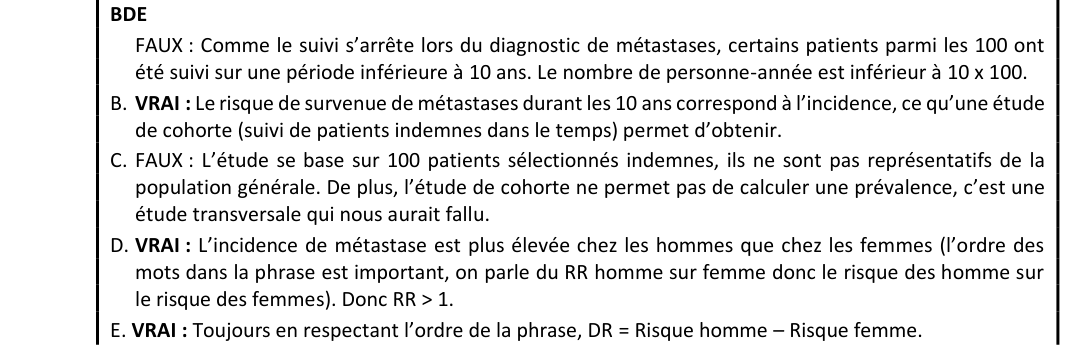 BDE
FAUX : Comme le suivi s’arrête lors du diagnostic de métastases, certains patients parmi les 100 ont
été suivi sur une période inférieure à 10 ans. Le nombre de personne-année est inférieur à 10 x 100.
B. VRAI : Le risque de survenue de métastases durant les 10 ans correspond à l’incidence, ce qu’une étude
de cohorte (suivi de patients indemnes dans le temps) permet d’obtenir.
C. FAUX : L’étude se base sur 100 patients sélectionnés indemnes, ils ne sont pas représentatifs de la
population générale. De plus, l’étude de cohorte ne permet pas de calculer une prévalence, c’est une
étude transversale qui nous aurait fallu.
D. VRAI : L’incidence de métastase est plus élevée chez les hommes que chez les femmes (l’ordre des
mots dans la phrase est important, on parle du RR homme sur femme donc le risque des homme sur
le risque des femmes). Donc RR > 1.
E. VRAI : Toujours en respectant l’ordre de la phrase, DR = Risque homme – Risque femme.